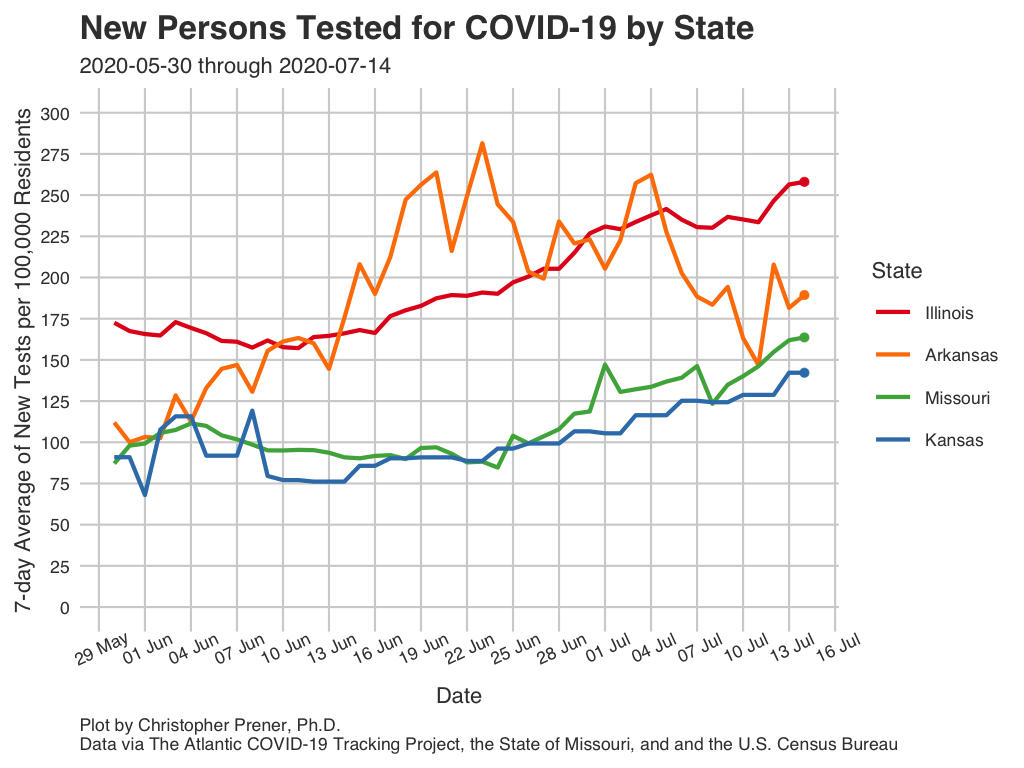 New Persons Tested for COVID-19 by State
2020-05-30 through 2020-07-14
7-day Average of New Tests per 100,000 Residents
300
275
250
225
200
175
150
125
100
75
50
25
0
29 May
01 Jun
04 Jun
07 Jun
10 Jun
13 Jun
16 Jun
19 Jun
22 Jun
25 Jun
28 Jun
01 Jul
04 Jul
07 Jul
10 Jul
13 Jul
16 Jul
Date
State
Illinois
Arkansas
Missouri
Kansas
Plot by Christopher Prener, Ph.D.
Data via The Atlantic COVID-19 Tracking Project, the State of Missouri, and and the U.S. Census Bureau